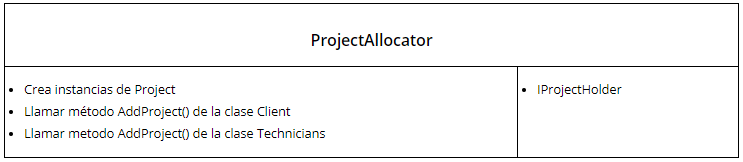 ProjectAllocator
• Crea instancias de Project
• Llamar método AddProject() de la clase Client
• Llamar metodo AddProject() de la clase Technicians
• IProjectHolder